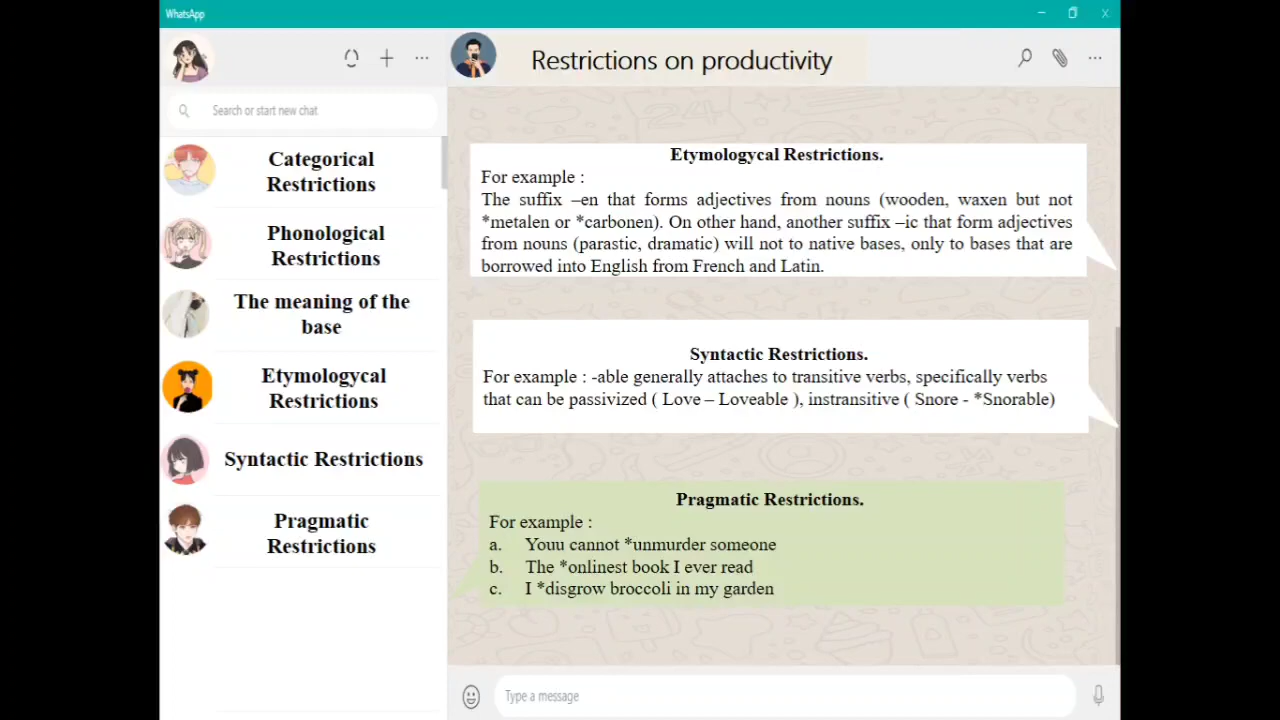 WhatsApp
Restrictions on productivity
Search or start new chat
Categorical
Restrictions
Phonological
Restrictions
The meaning of the
base
Etymologycal
Restrictions
Syntactic Restrictions
Pragmatic
Restrictions
Etymologycal Restrictions.
For example :
The suffix –en that forms adjectives from nouns (wooden, waxen but not
*metalen or *carbonen). On other hand, another suffix –ic that form adjectives
from nouns (parastic, dramatic) will not to native bases, only to bases that are
borrowed into English from French and Latin.
Syntactic Restrictions.
For example : -able generally attaches to transitive verbs, specifically verbs
that can be passivized ( Love – Loveable ), instransitive ( Snore - *Snorable)
Pragmatic Restrictions.
For example :
a. Youu cannot *unmurder someone
b. The *onlinest book I ever read
c. I *disgrow broccoli in my garden
Type a message